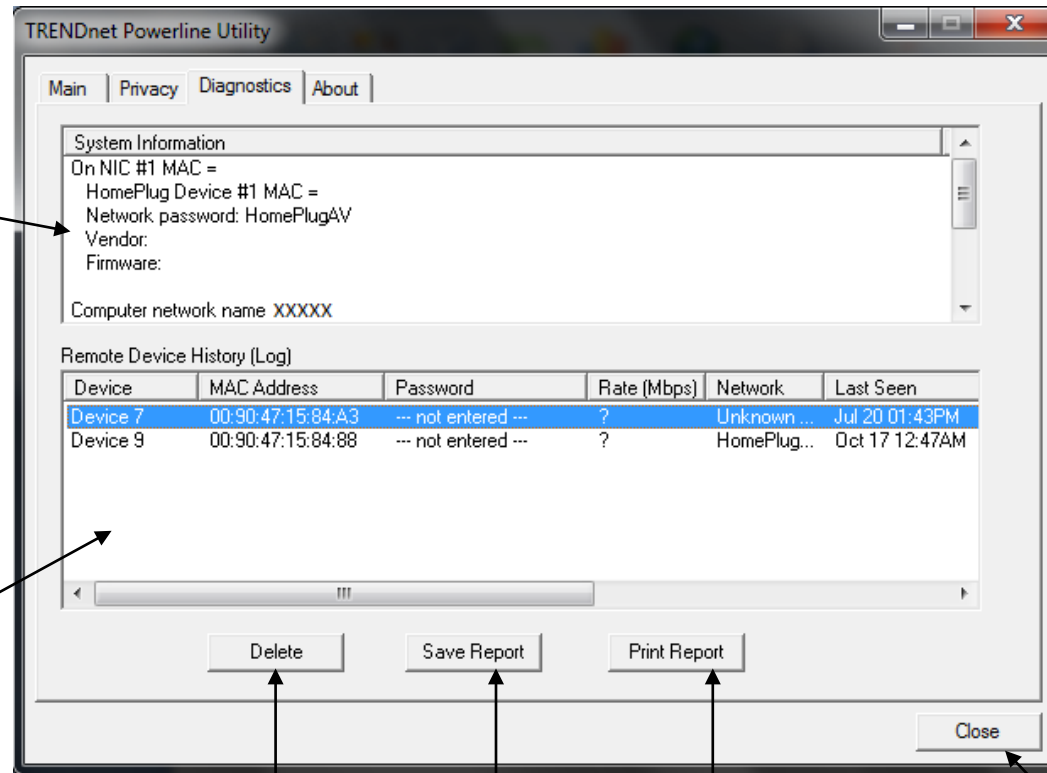 TRENDnet Powerline Utility
Main Privacy Diagnostics About
System Information
On NIC #1 MAC =
HomePlug Device #1 MAC =
Network password: HomePlugAV
Vendor:
Firmware:
Computer network name XXXXX
Remote Device History (Log)
Device MAC Address Password Rate (Mbps) Network Last Seen
Device 7 00:90:47:15:84:A3 --- not entered --- ? Unknown ... Jul 20 01:43PM
Device 9 00:90:47:15:84:88 --- not entered --- ? HomePlug... Oct 17 12:47AM
Delete Save Report Print Report
Close